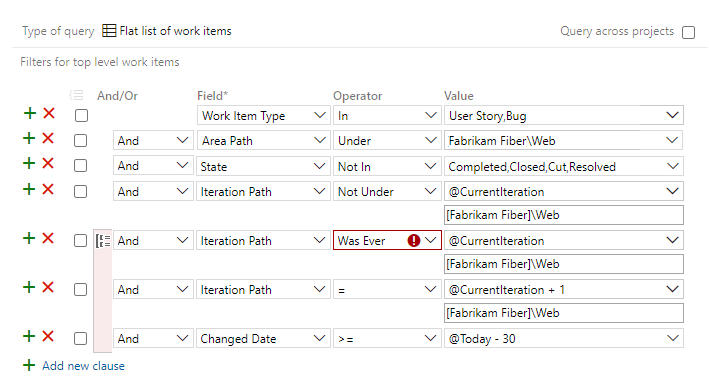 Type of query Flat list of work items Query across projects
Filters for top level work items
And/Or Field* Operator Value
Work Item Type In User Story,Bug
And Area Path Under Fabrikam Fiber\Web
And State Not In Completed,Closed,Cut,Resolved
And Iteration Path Not Under @CurrentIteration
[Fabrikam Fiber]\Web
And Iteration Path Was Ever @CurrentIteration
[Fabrikam Fiber]\Web
And Iteration Path = @CurrentIteration + 1
[Fabrikam Fiber]\Web
And Changed Date >= @Today - 30
Add new clause